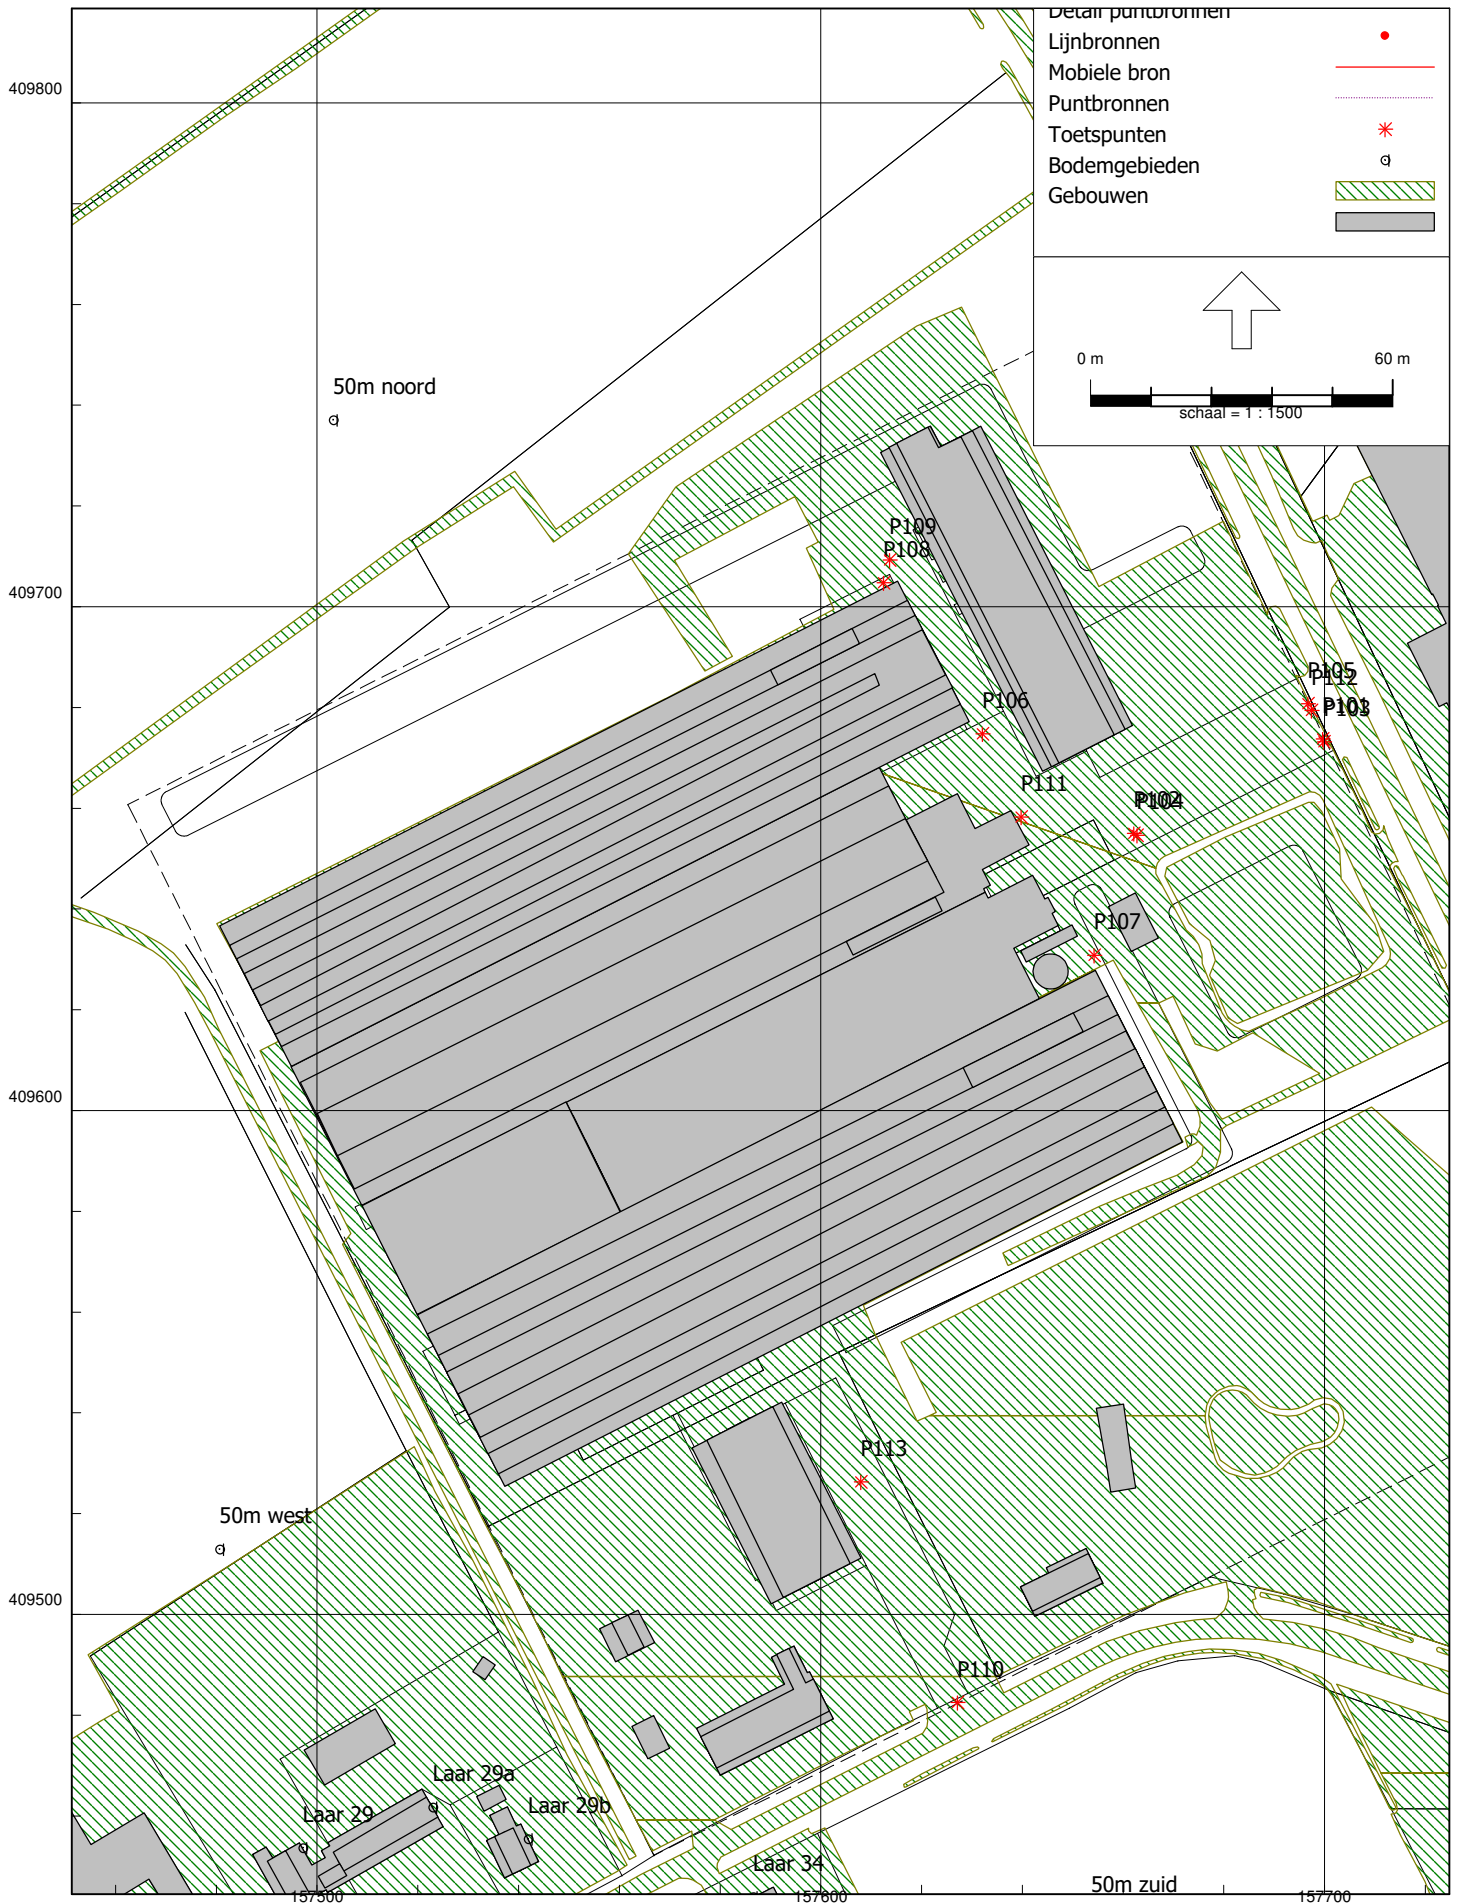 Detail puntbronnen
Lijnbronnen
Mobiele bron
Puntbronnen
Toetspunten
Bodemgebieden
Gebouwen
0 m 60 m
schaal = 1 : 1500
409800
50m noord
P109
P108
409700
P105
P112
P106
P101
P103
P111
P102
P104
P107
409600
P113
50m west
409500
P110
Laar 29a
Laar 29
Laar 29b
Laar 34
50m zuid
157500 157600 157700